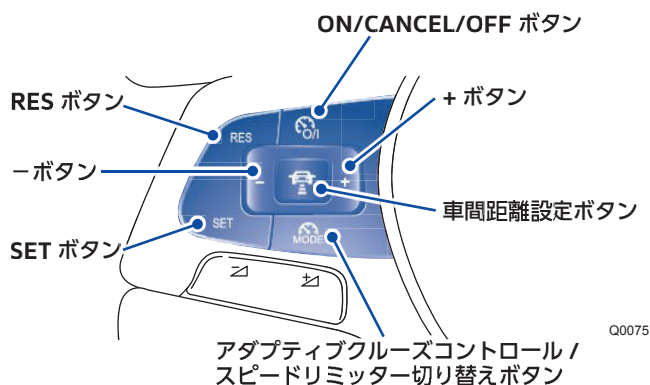 ON/CANCEL/OFF ボタン
RES ボタン
+ ボタン
RES
O/I
－ボタン
-
+
車間距離設定ボタン
SET
SET ボタン
MODE
- +
Q0075
アダプティブクルーズコントロール /
スピードリミッター切り替えボタン